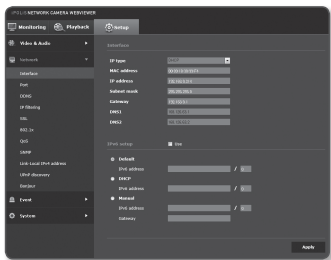 iPOLiS NETWORK CAMERA WEBVIEWER
Monitoring
Playback
Setup
Video & Audio
Network
Interface
Port
DDNS
IP filtering
SSL
802.1x
QoS
SNMP
Link-Local IPv4 address
UPnP discovery
Bonjour
Event
System
Interface
IP type
DHCP
MAC address
IP address
Subnet mask
Gateway
DNS1
DNS2
IPv6 setup
Use
Default
IPv6 address
/
DHCP
IPv6 address
/
Manual
IPv6 address
/
Gateway
Apply